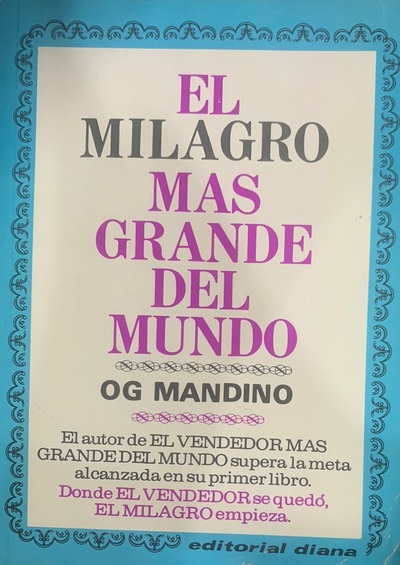 EL
MILAGRO
MAS
GRANDE
DEL
MUNDO
OG MANDINO
El autor de EL VENDEDOR MAS
GRANDE DEL MUNDO supera la meta
alcanzada en su primer libro.
Donde EL VENDEDOR se quedó,
EL MILAGRO empieza.
editorial diana